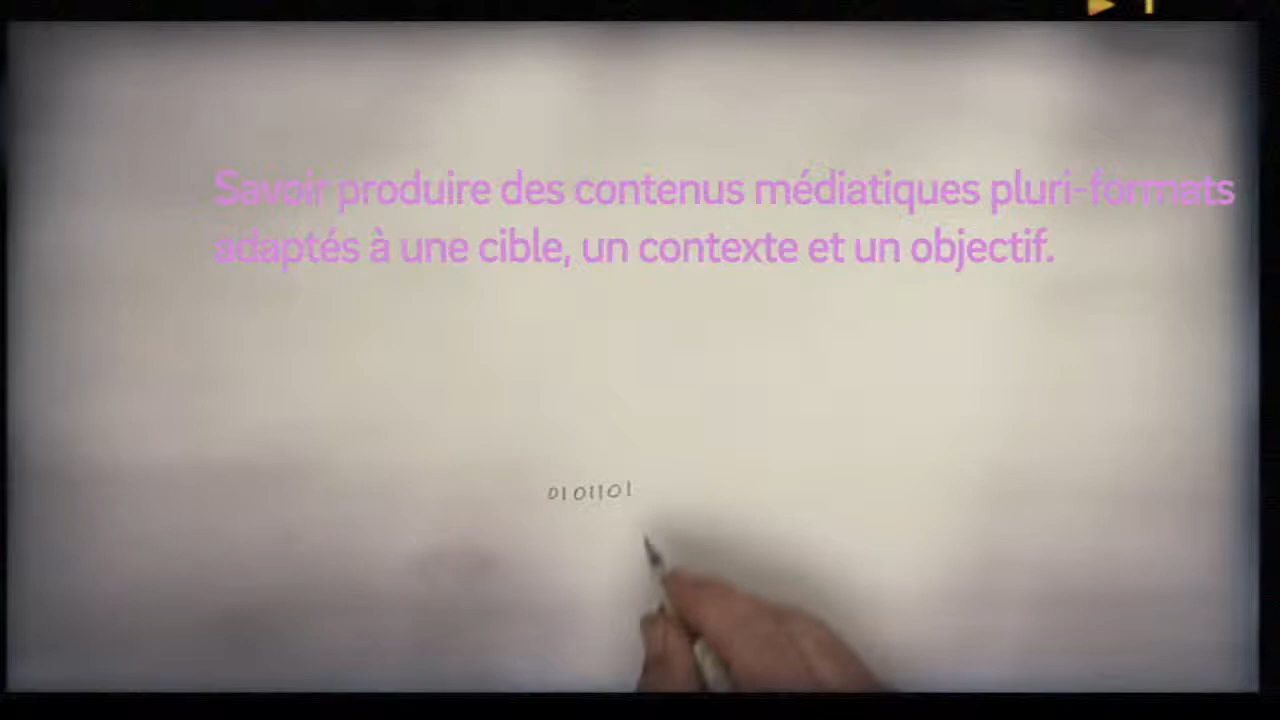 Savoir produire des contenus médiatiques pluri-formats
adaptés à une cible, un contexte et un objectif.
0101101